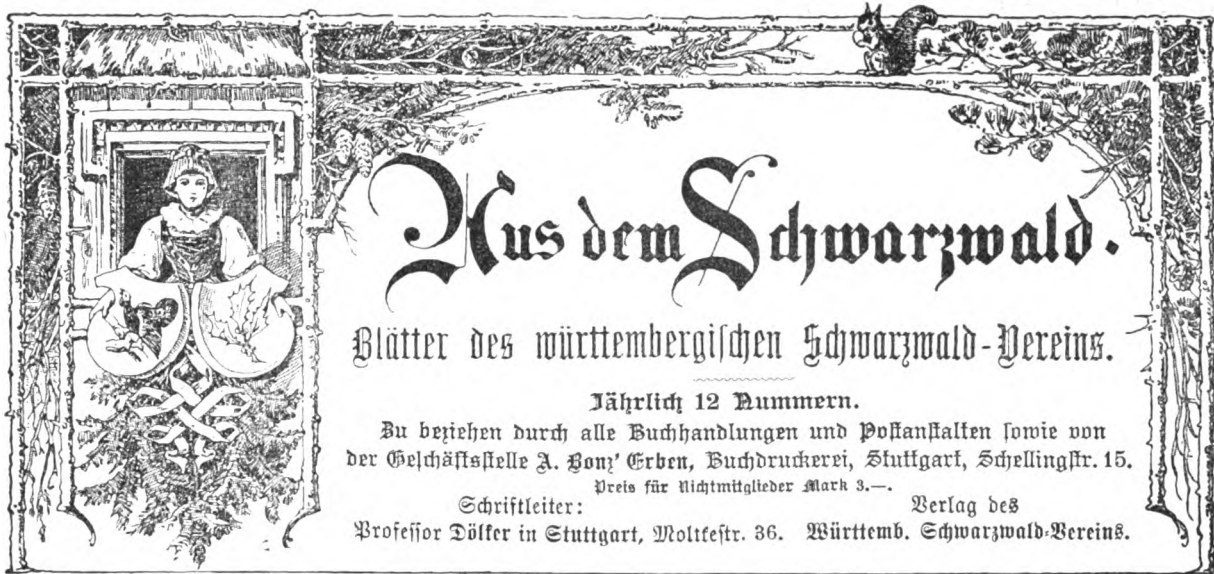 Aus dem Schwarzwald.
Blätter des württembergiſchen Schwarzwald-Vereins.
Jährlich 12 Nummern.
Zu beziehen durch alle Buchhandlungen und Poſtanſtalten ſowie von
der Geſchäftsſtelle A. Bonz' Erben, Buchdruckerei, Stuttgart, Schellingſtr. 15.
Preis für Nichtmitglieder Mark 3.—.
Schriftleiter:
Profeſſor Dölker in Stuttgart, Moltkeſtr. 36.
Verlag des
Württemb. Schwarzwald-Vereins.